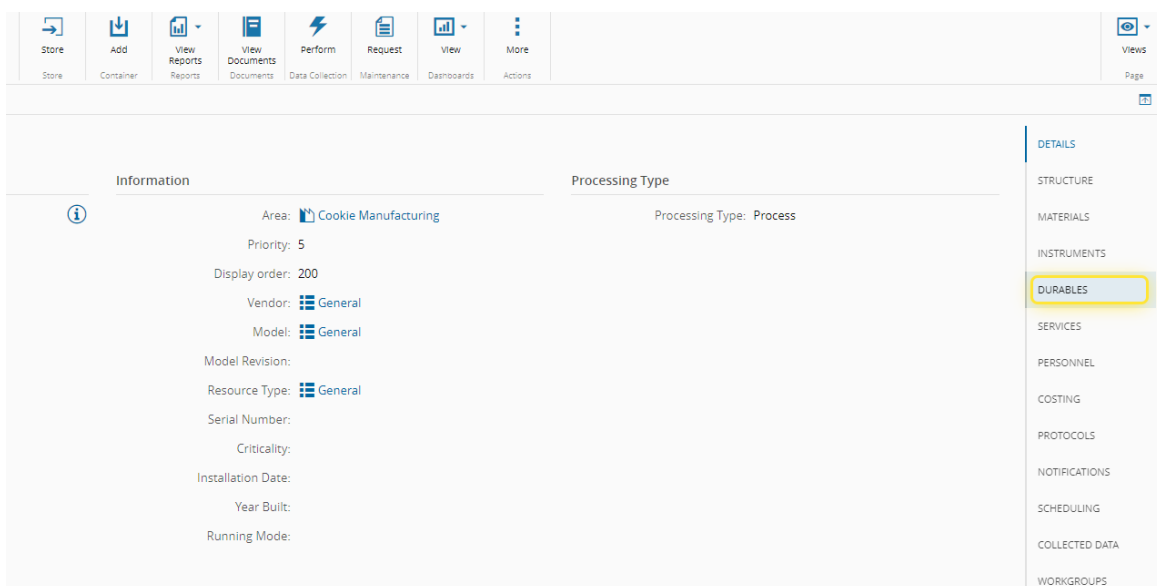 Store
Add
View Reports
View Documents
Perform
Request
View
More
Views
Store
Container
Reports
Documents
Data Collection
Maintenance
Dashboards
Actions
Page
Information
Area: Cookie Manufacturing
Priority: 5
Display order: 200
Vendor: General
Model: General
Model Revision:
Resource Type: General
Serial Number:
Criticality:
Installation Date:
Year Built:
Running Mode:
Processing Type
Processing Type: Process
DETAILS
STRUCTURE
MATERIALS
INSTRUMENTS
DURABLES
SERVICES
PERSONNEL
COSTING
PROTOCOLS
NOTIFICATIONS
SCHEDULING
COLLECTED DATA
WORKGROUPS